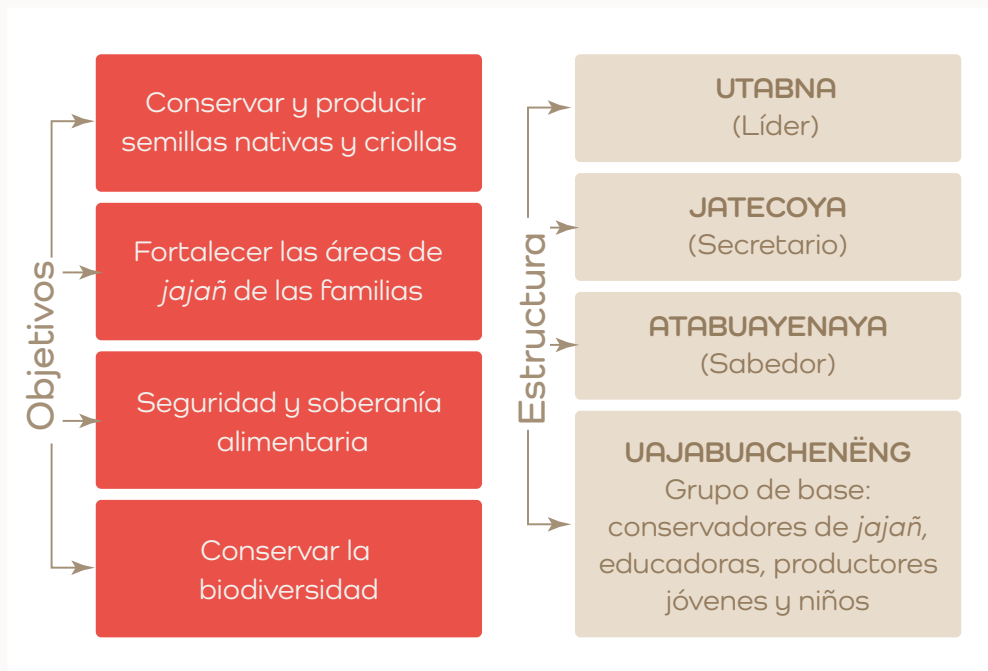 Objetivos
Conservar y producir
semillas nativas y criollas
Fortalecer las áreas de
jajañ de las familias
Seguridad y soberanía
alimentaria
Conservar la
biodiversidad
Estructura
UTABNA
(Líder)
JATECOYA
(Secretario)
ATABUAYENAYA
(Sabedor)
UAJABUACHENËNG
Grupo de base:
conservadores de jajañ,
educadoras, productores
jóvenes y niños